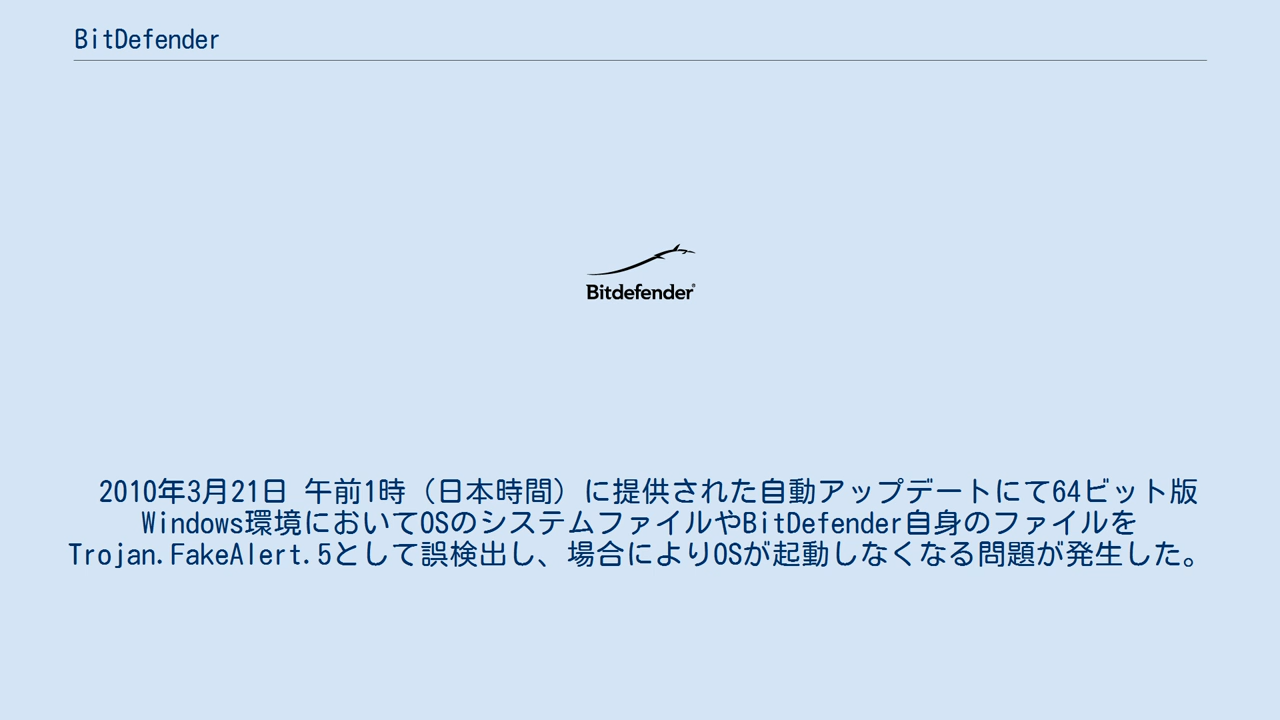 BitDefender
Bitdefender®
2010年3月21日 午前1時（日本時間）に提供された自動アップデートにて64ビット版
Windows環境においてOSのシステムファイルやBitDefender自身のファイルを
Trojan.FakeAlert.5として誤検出し、場合によりOSが起動しなくなる問題が発生した。